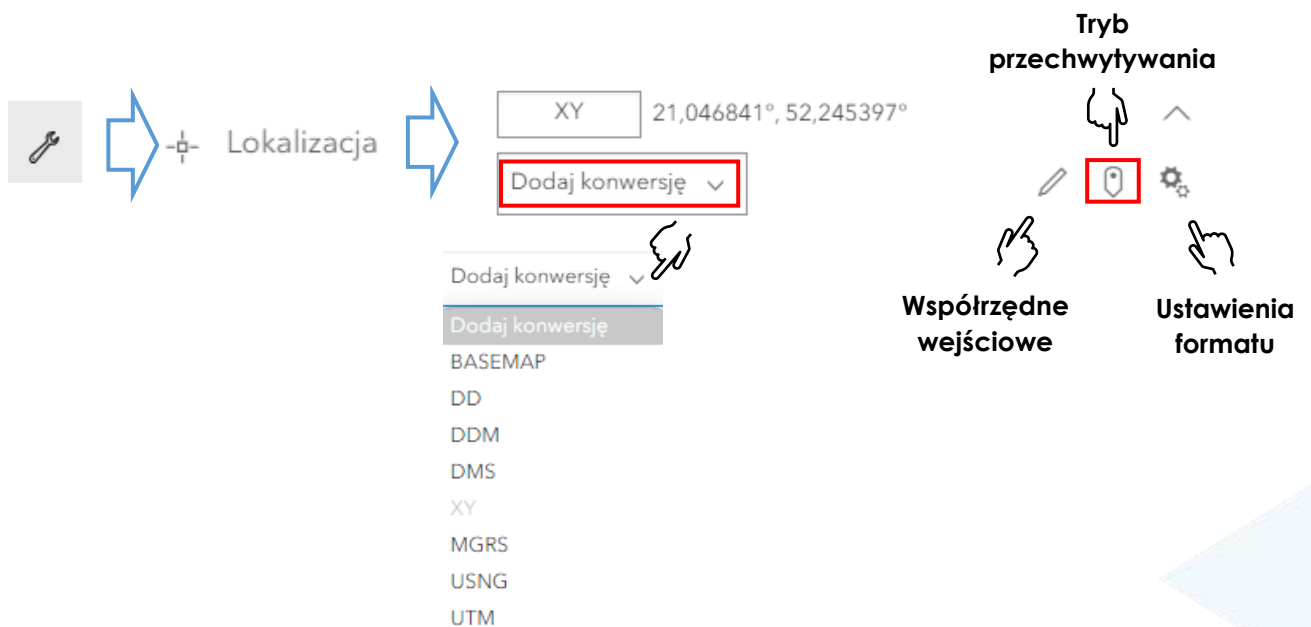 Tryb
przechwytywania
XY 21,046841°, 52,245397°
Lokalizacja
Dodaj konwersję
Dodaj konwersję
Współrzędne
wejściowe
Ustawienia
formatu
Dodaj konwersję
BASEMAP
DD
DDM
DMS
XY
MGRS
USNG
UTM